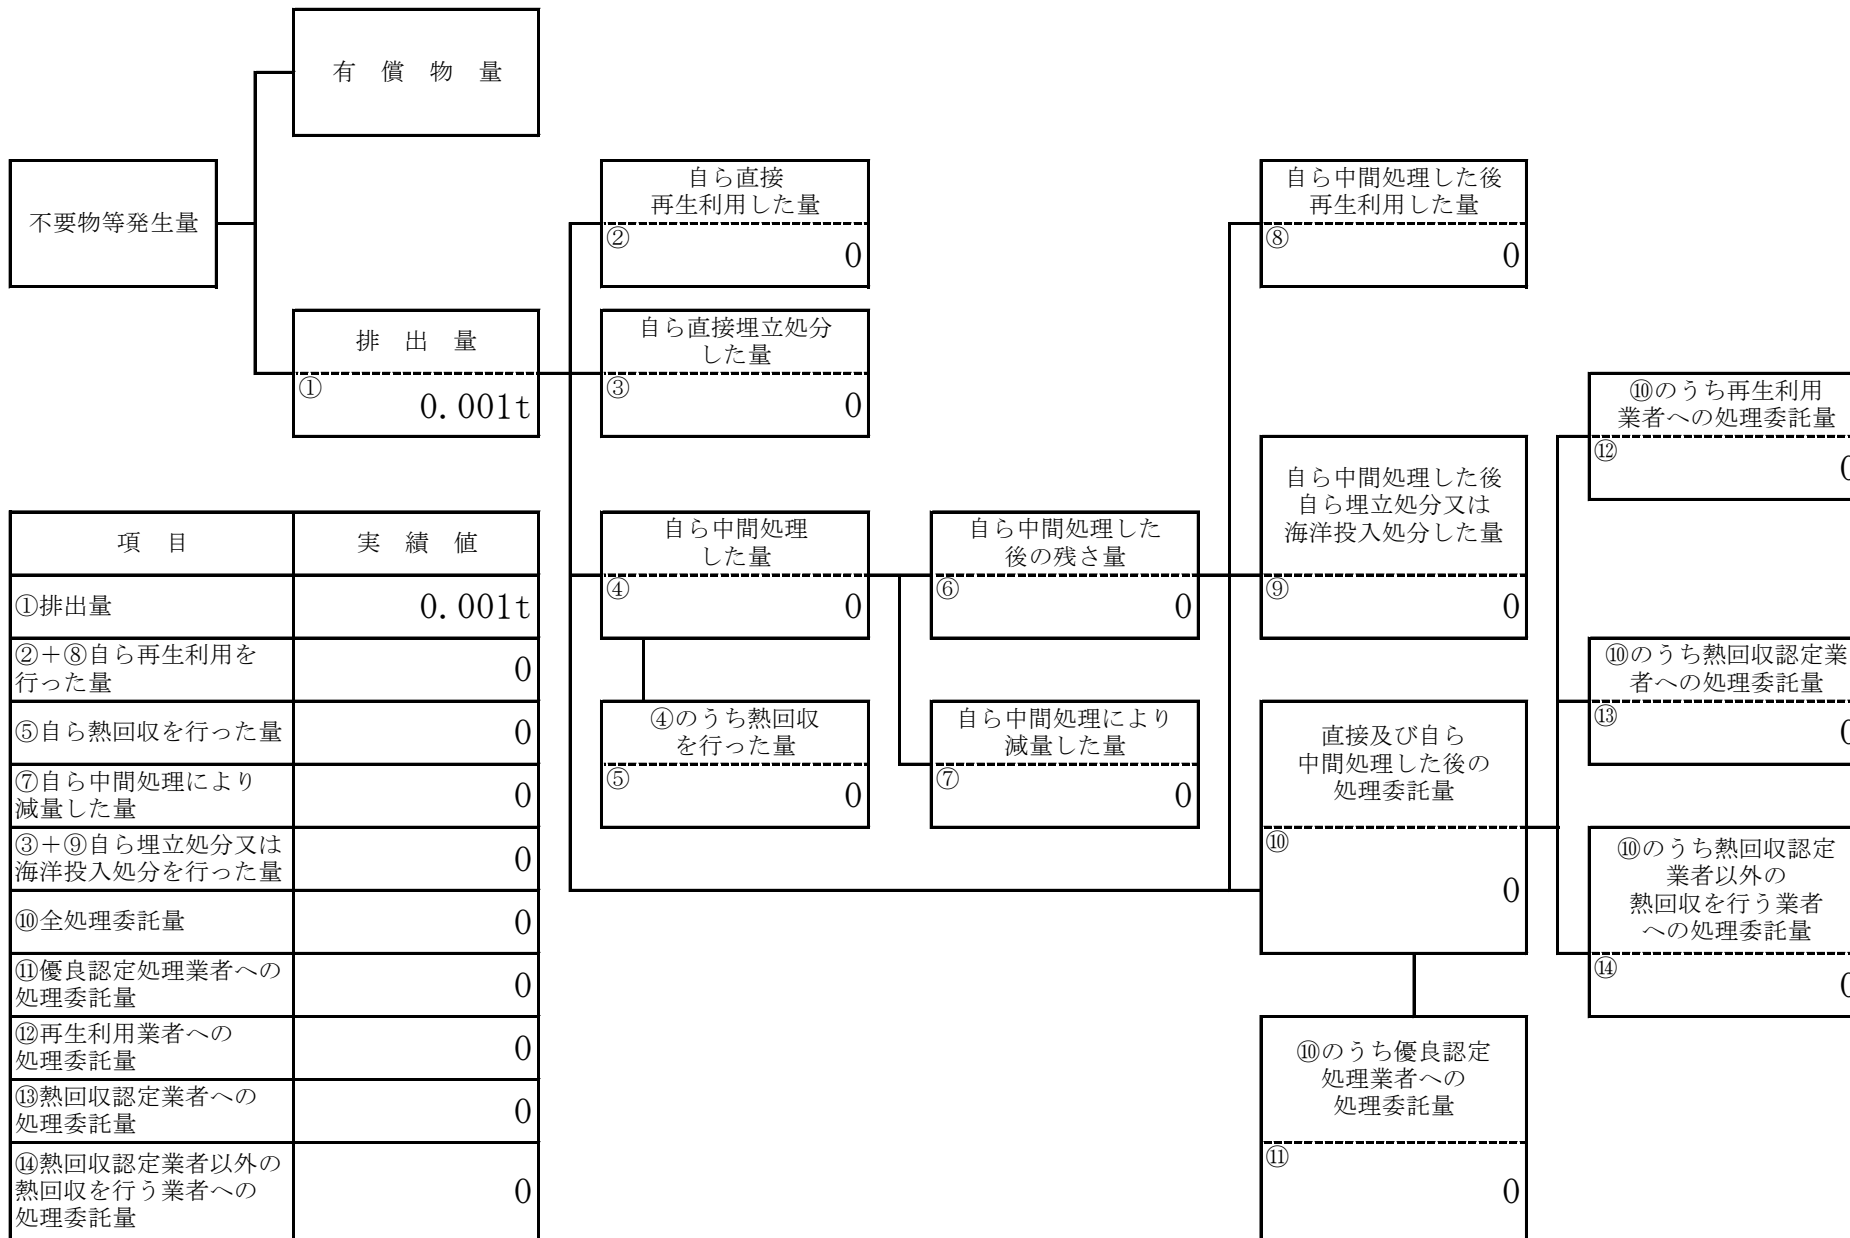 有 償 物 量
不要物等発生量
排 出 量
①
0.001t
自ら直接
再生利用した量
②
0
自ら直接埋立処分
した量
③
0
自ら中間処理
した量
④
0
④のうち熱回収
を行った量
⑤
0
自ら中間処理した
後の残さ量
⑥
0
自ら中間処理により
減量した量
⑦
0
自ら中間処理した後
再生利用した量
⑧
0
自ら中間処理した後
自ら埋立処分又は
海洋投入処分した量
⑨
0
直接及び自ら
中間処理した後の
処理委託量
⑩
0
⑩のうち優良認定
処理業者への
処理委託量
⑪
0
⑩のうち再生利用
業者への処理委託量
⑫
0
⑩のうち熱回収認定業
者への処理委託量
⑬
0
⑩のうち熱回収認定
業者以外の
熱回収を行う業者
への処理委託量
⑭
0
項 目 実 績 値
①排出量 0.001t
②＋⑧自ら再生利用を
行った量 0
⑤自ら熱回収を行った量 0
⑦自ら中間処理により
減量した量 0
③＋⑨自ら埋立処分又は
海洋投入処分を行った量 0
⑩全処理委託量 0
⑪優良認定処理業者への
処理委託量 0
⑫再生利用業者への
処理委託量 0
⑬熱回収認定業者への
処理委託量 0
⑭熱回収認定業者以外の
熱回収を行う業者への
処理委託量 0